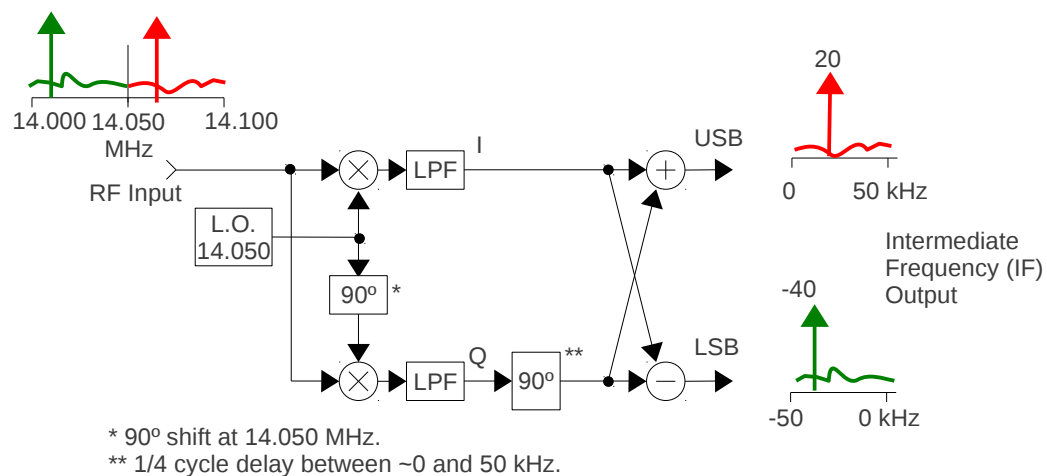 14.000 14.050 14.100
MHz
RF Input
L.O.
14.050
90º *
LPF
I
LPF
Q
90º
**
USB
LSB
20
0 50 kHz
Intermediate
Frequency (IF)
Output
-40
-50 0 kHz
* 90º shift at 14.050 MHz.
** 1/4 cycle delay between ~0 and 50 kHz.